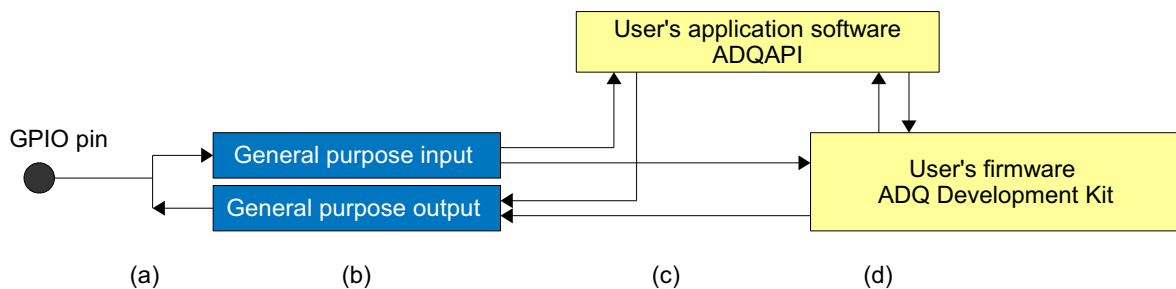 User's application software
ADQAPI
GPIO pin
General purpose input
General purpose output
User's firmware
ADQ Development Kit
(a)
(b)
(c)
(d)